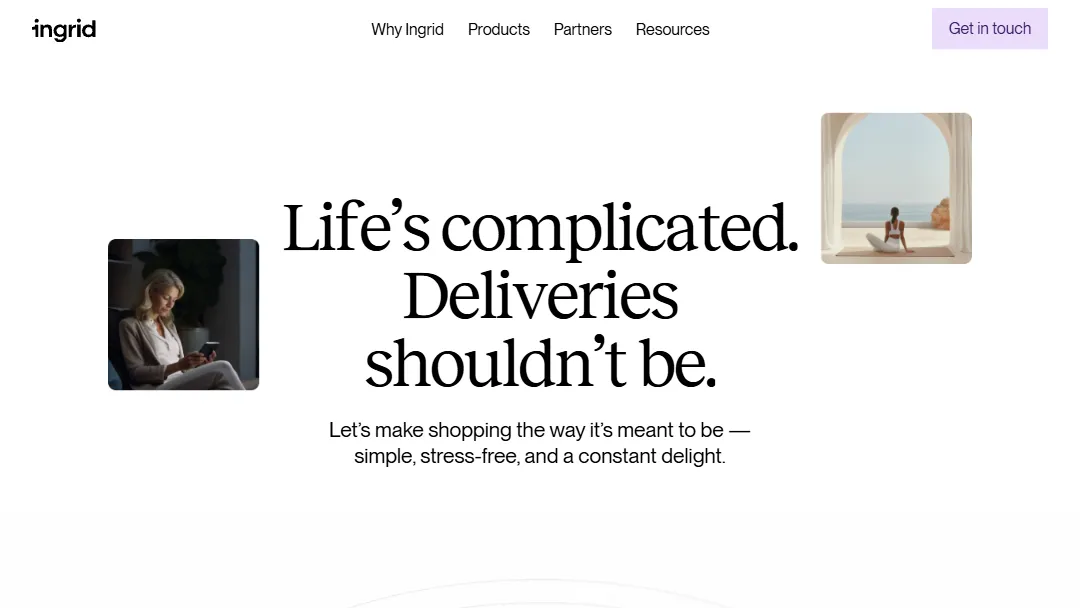 ingrid
Why Ingrid
Products
Partners
Resources
Get in touch
Life’s complicated.
Deliveries
shouldn’t be.
Let’s make shopping the way it’s meant to be —
simple, stress-free, and a constant delight.